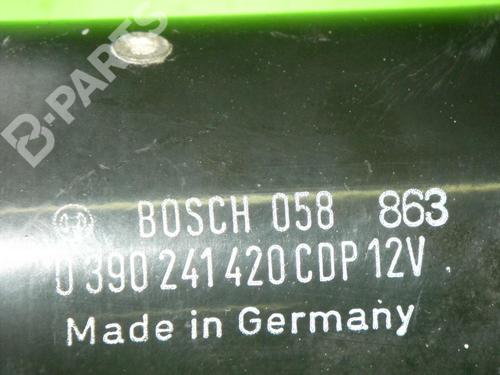 B-PARTS
BOSCH 058 863
0 390 241 420 CDP 12V
Made in Germany